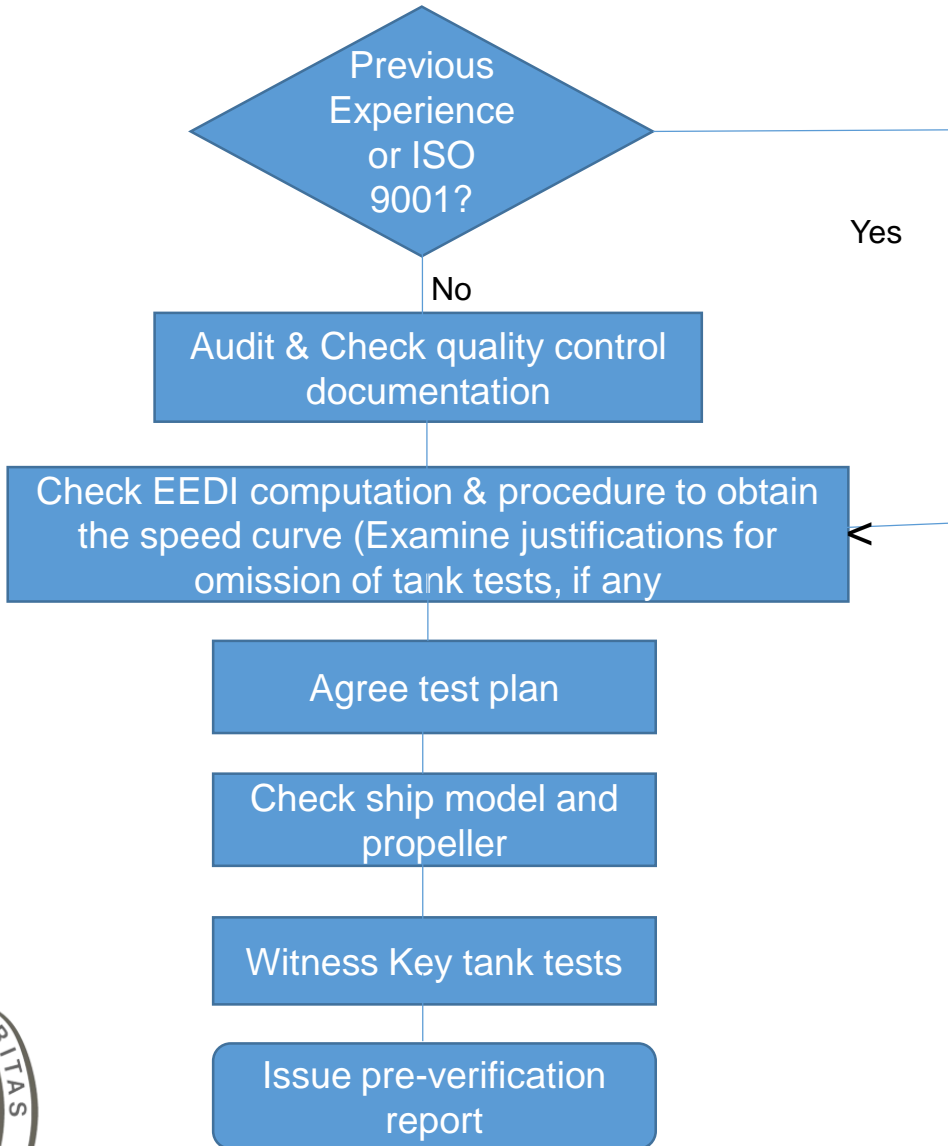 Previous
Experience
or ISO
9001?
Yes
No
Audit & Check quality control
documentation
Check EEDI computation & procedure to obtain
the speed curve (Examine justifications for
omission of tank tests, if any
<
Agree test plan
Check ship model and
propeller
Witness Key tank tests
Issue pre-verification
report
RITAS